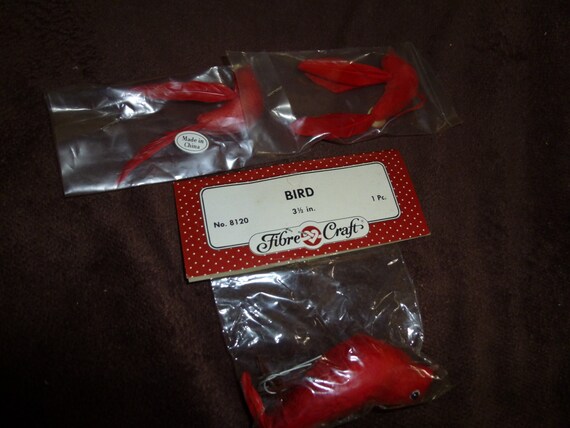 Made in
China
BIRD
No. 8120
3½ in.
1 Pc.
Fibre Craft